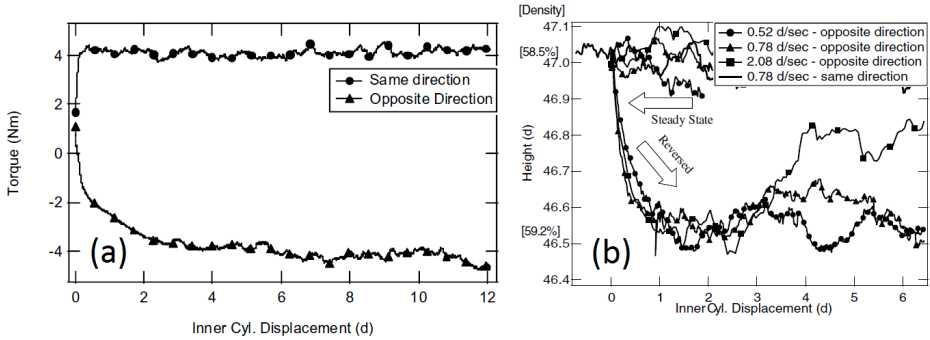 4
2
0
-2
-4
Torque (Nm)
Same direction
Opposite Direction
(a)
0
2
4
6
8
10
12
Inner Cyl. Displacement (d)
[Density]
47.1
[58.5%]
47.0
46.9
46.8
46.7
46.6
[59.2%]
46.5
46.4
Height (d)
0.52 d/sec - opposite direction
0.78 d/sec - opposite direction
2.08 d/sec - opposite direction
0.78 d/sec - same direction
Steady State
Reversed
(b)
0
1
2
3
4
5
6
Inner Cyl. Displacement (d)